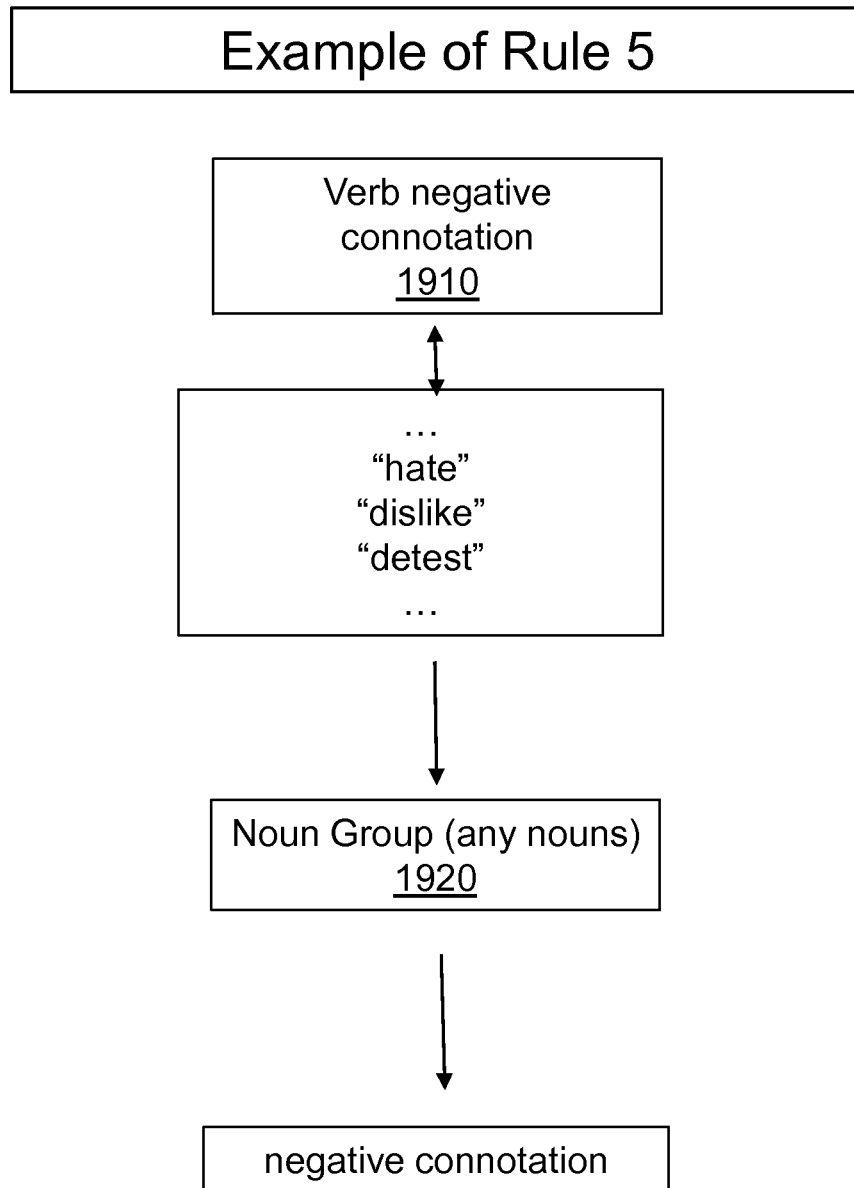 Example of Rule 5
Verb negative
connotation
1910
…
“hate”
“dislike”
“detest”
…
Noun Group (any nouns)
1920
negative connotation